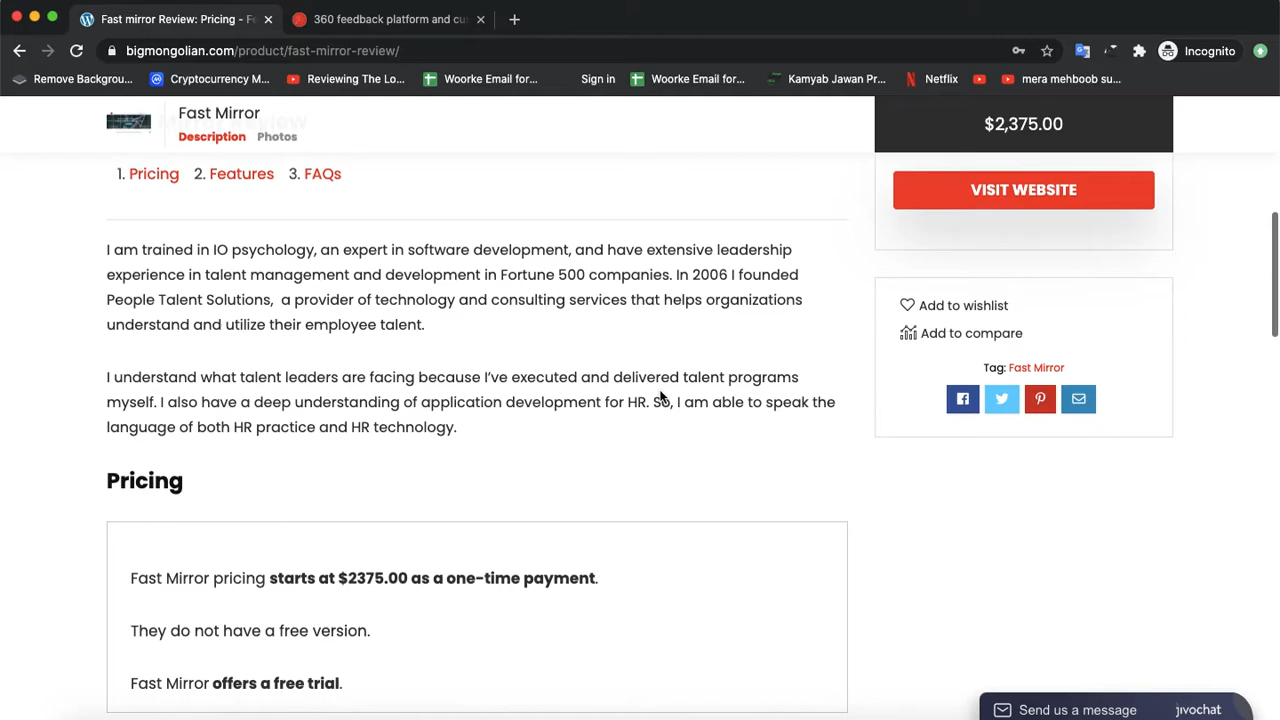 Fast mirror Review: Pricing - Fe
360 feedback platform and cu
bigmongolian.com/product/fast-mirror-review/
Incognito
Remove Backgrou...
Cryptocurrency M...
Reviewing The Lo...
Woorke Email for...
Sign in
Woorke Email for...
Kamyab Jawan Pr...
Netflix
mera mehboob su...
Fast Mirror
Description Photos
$2,375.00
VISIT WEBSITE
1. Pricing 2. Features 3. FAQs
I am trained in IO psychology, an expert in software development, and have extensive leadership
experience in talent management and development in Fortune 500 companies. In 2006 I founded
People Talent Solutions, a provider of technology and consulting services that helps organizations
understand and utilize their employee talent.
I understand what talent leaders are facing because I've executed and delivered talent programs
myself. I also have a deep understanding of application development for HR. So, I am able to speak the
language of both HR practice and HR technology.
Add to wishlist
Add to compare
Tag: Fast Mirror
Pricing
Fast Mirror pricing starts at $2375.00 as a one-time payment.
They do not have a free version.
Fast Mirror offers a free trial.
Send us a message
jivochat